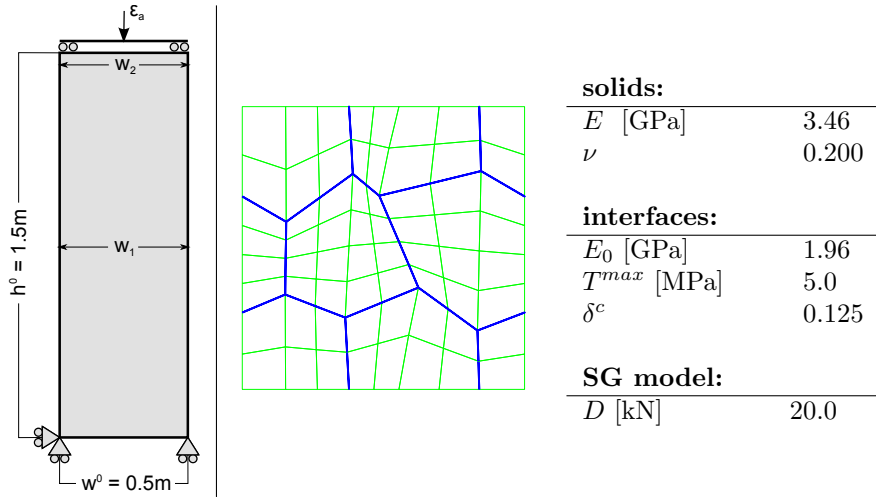 εₐ
w₂
h⁰ = 1.5m
w₁
w⁰ = 0.5m
solids:
E [GPa] 3.46
ν 0.200
interfaces:
E₀ [GPa] 1.96
Tᵐᵃˣ [MPa] 5.0
δᶜ 0.125
SG model:
D [kN] 20.0